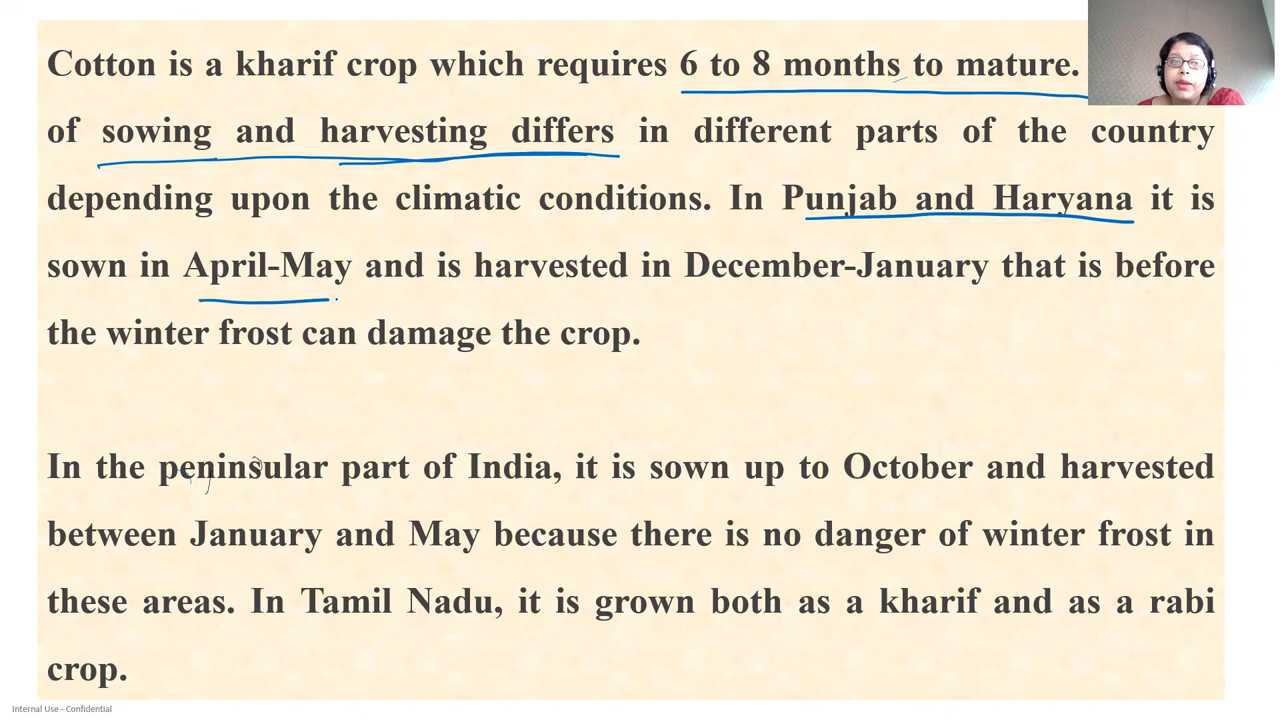 Cotton is a kharif crop which requires 6 to 8 months to mature.
of sowing and harvesting differs in different parts of the country
depending upon the climatic conditions. In Punjab and Haryana it is
sown in April-May and is harvested in December-January that is before
the winter frost can damage the crop.
In the peninsular part of India, it is sown up to October and harvested
between January and May because there is no danger of winter frost in
these areas. In Tamil Nadu, it is grown both as a kharif and as a rabi
crop.
Internal Use - Confidential